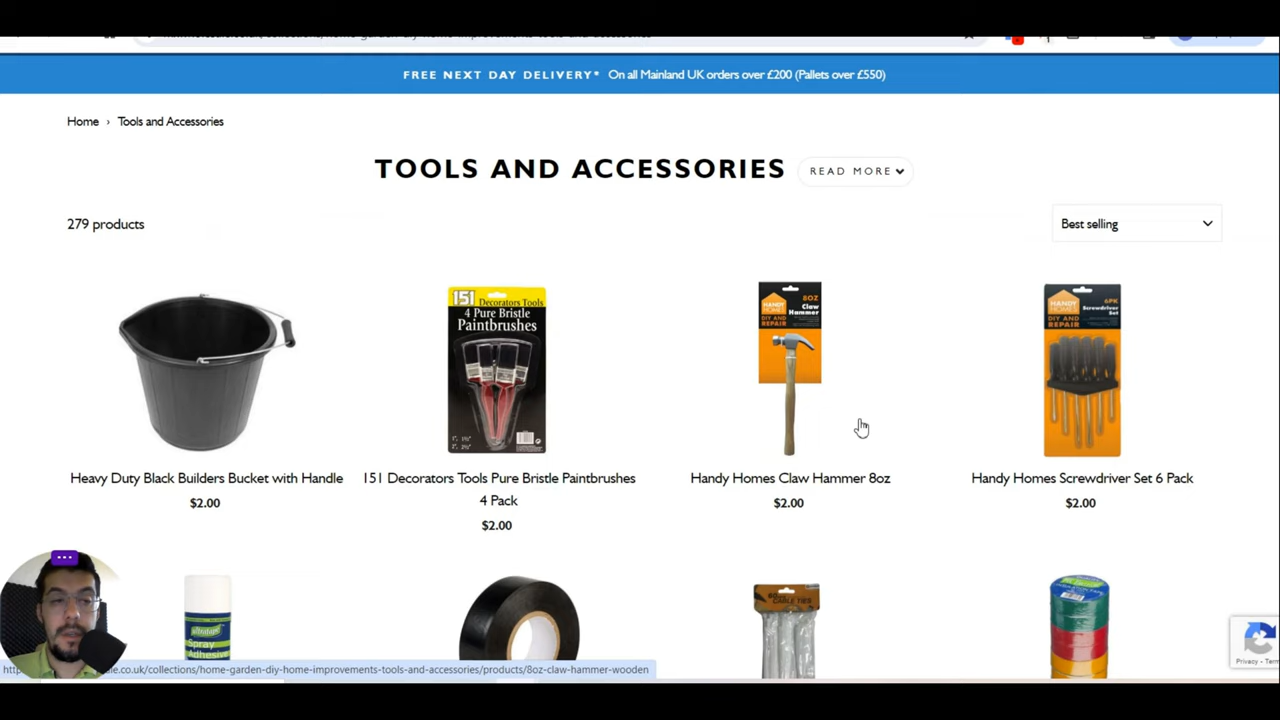 FREE NEXT DAY DELIVERY* On all Mainland UK orders over £200 (Pallets over £550)
Home › Tools and Accessories
TOOLS AND ACCESSORIES
READ MORE
279 products
Best selling
151 Decorators Tools
4 Pure Bristle
Paintbrushes
HANDY
HOMES
DIY AND
REPAIR
8OZ
Claw
Hammer
HANDY
HOMES
DIY AND
REPAIR
6PK
Screwdriver
Set
Heavy Duty Black Builders Bucket with Handle
$2.00
151 Decorators Tools Pure Bristle Paintbrushes
4 Pack
$2.00
Handy Homes Claw Hammer 8oz
$2.00
Handy Homes Screwdriver Set 6 Pack
$2.00
Spray
Adhesive
CABLE TIES
ale.co.uk/collections/home-garden-diy-home-improvements-tools-and-accessories/products/8oz-claw-hammer-wooden
Privacy - Term